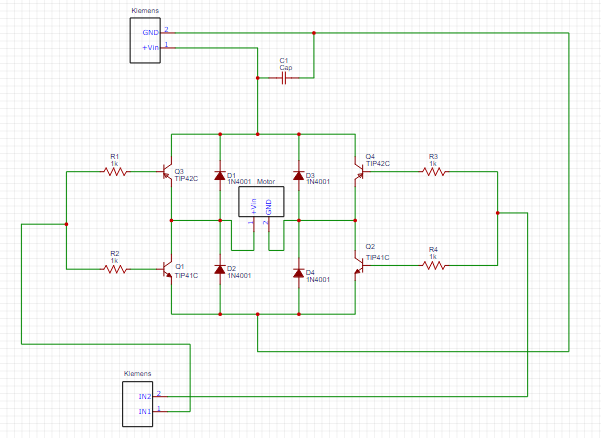 Klemens
GND 2
+Vin 1
C1
Cap
R1
1k
Q3
TIP42C
D1
1N4001
Motor
D3
1N4001
Q4
TIP42C
R3
1k
+Vin
GND
1
2
R2
1k
Q1
TIP41C
D2
1N4001
D4
1N4001
Q2
TIP41C
R4
1k
Klemens
IN2 2
IN1 1